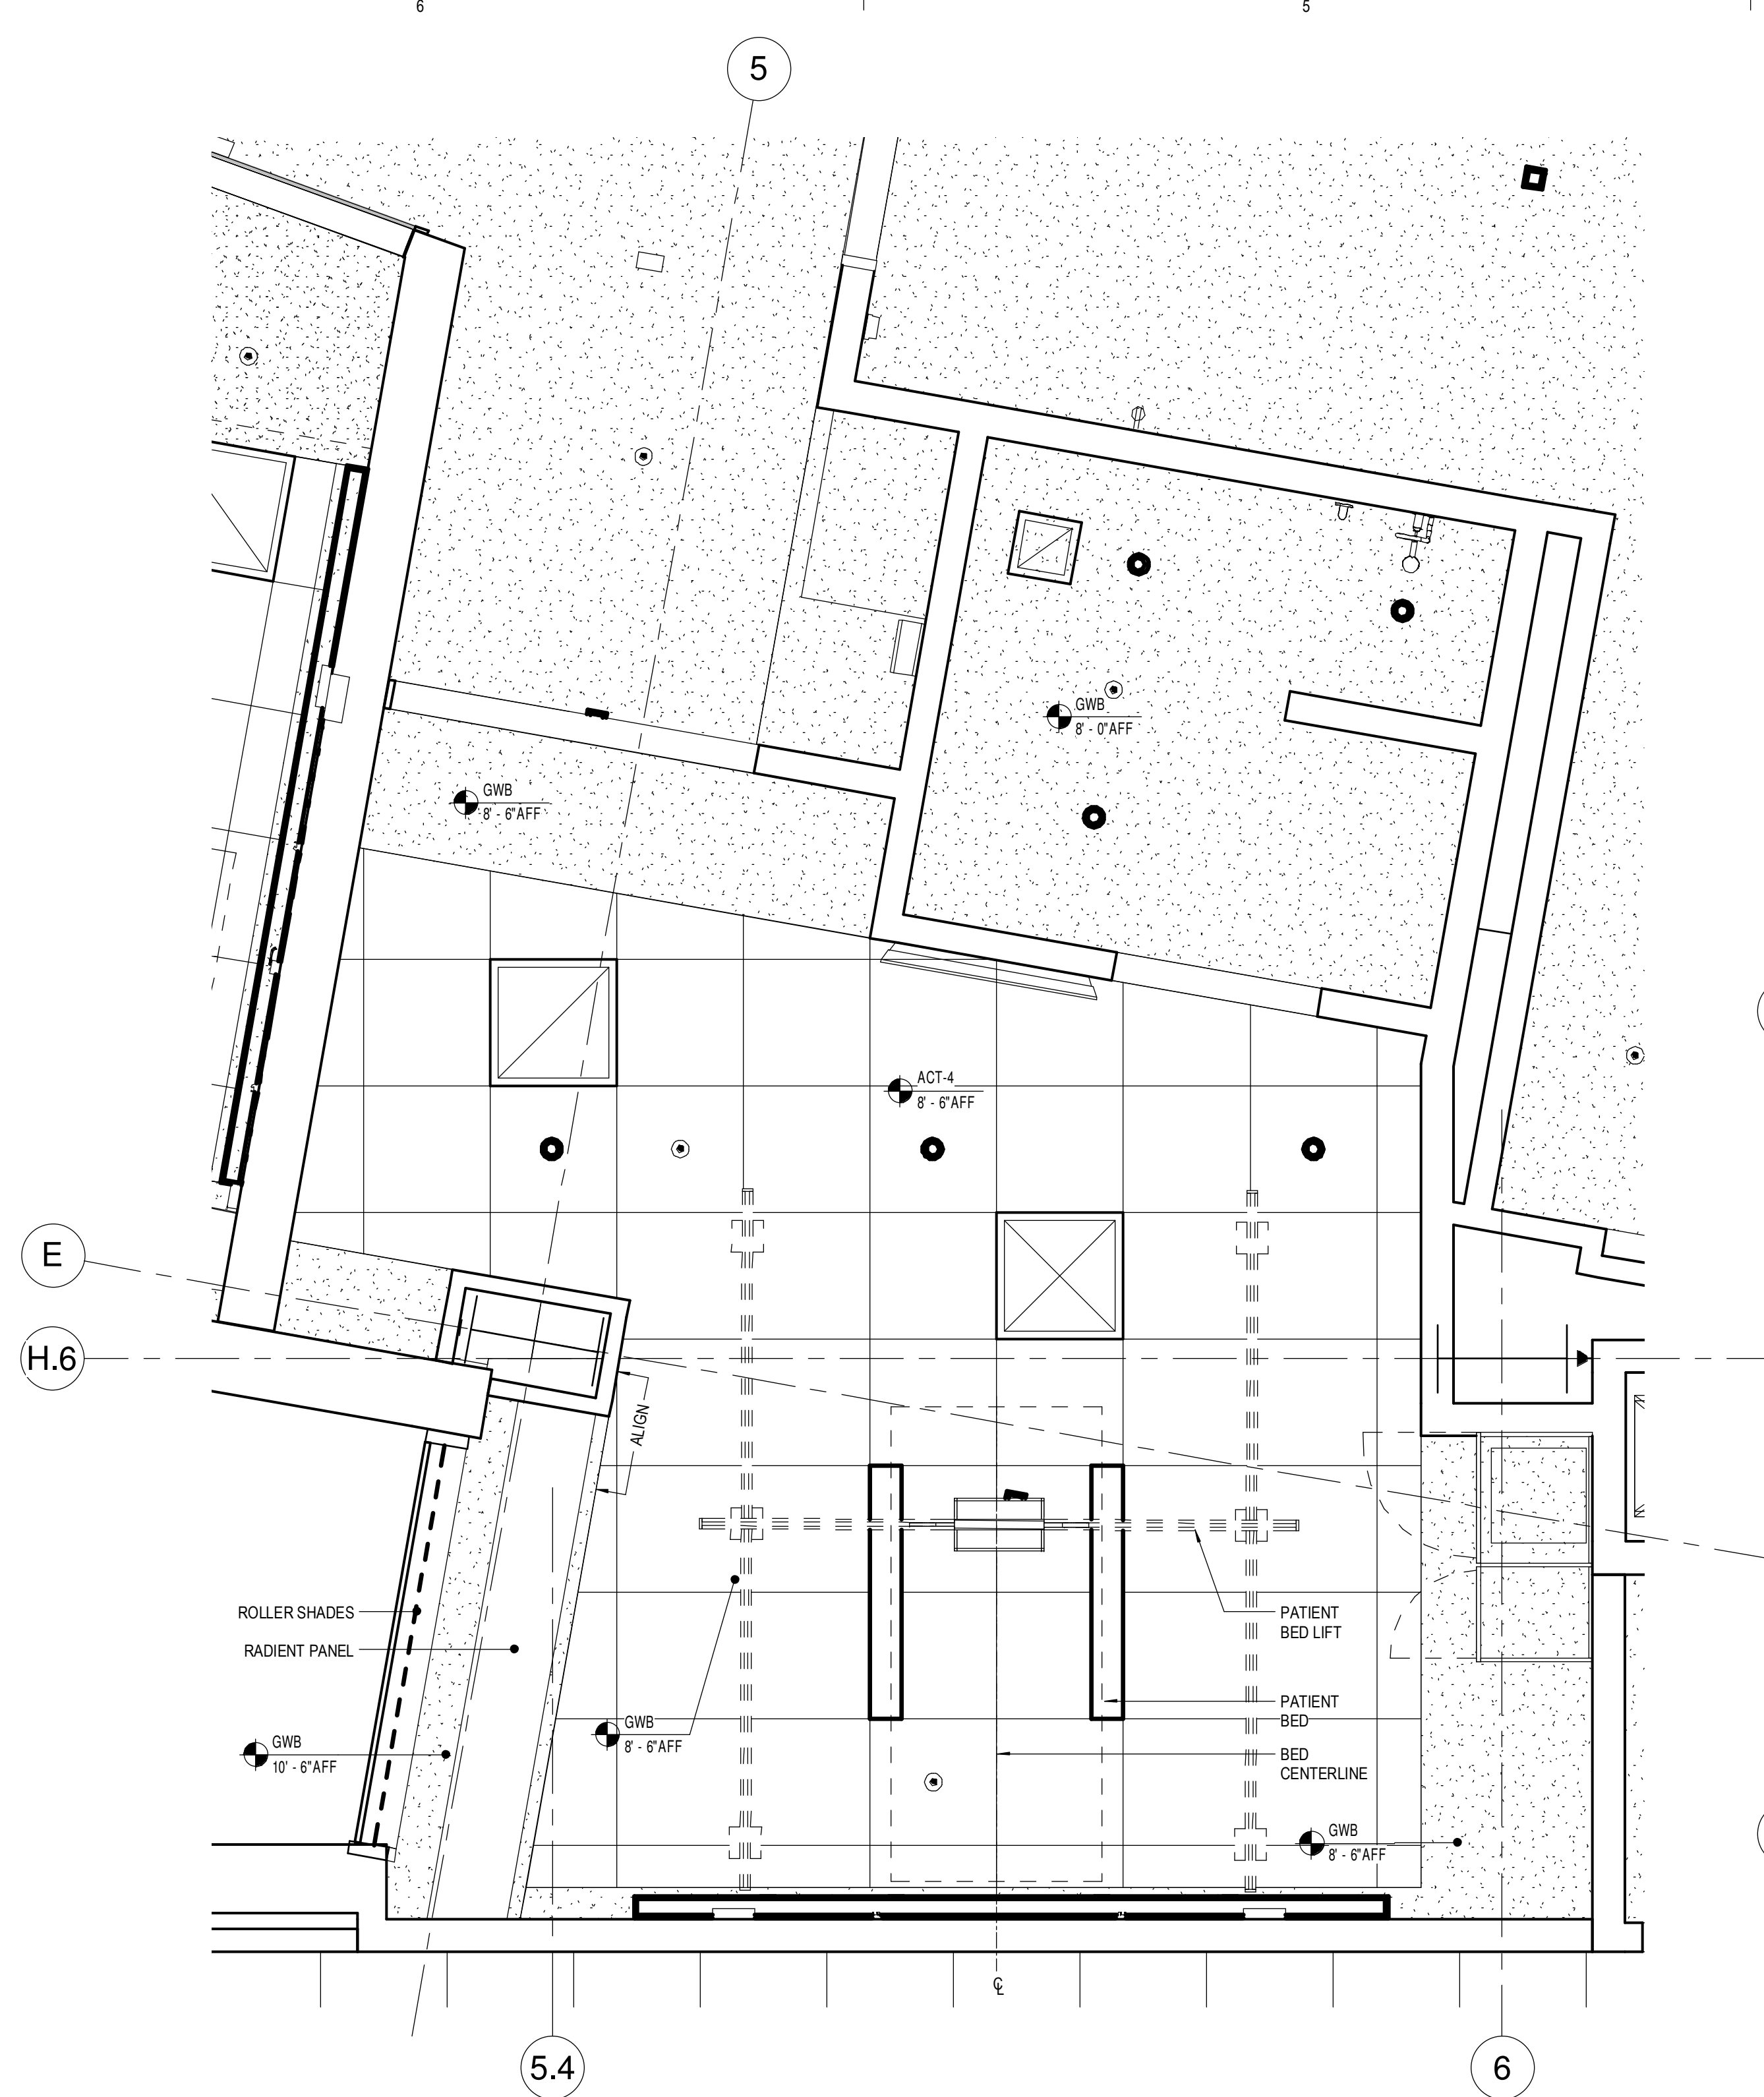 6
5
5
GWB
8' - 0"AFF
GWB
8' - 6"AFF
ACT-4
8' - 6"AFF
E
H.6
ALIGN
ROLLER SHADES
RADIENT PANEL
PATIENT
BED LIFT
PATIENT
BED
GWB
8' - 6"AFF
GWB
10' - 6"AFF
BED
CENTERLINE
GWB
8' - 6"AFF
CL
5.4
6